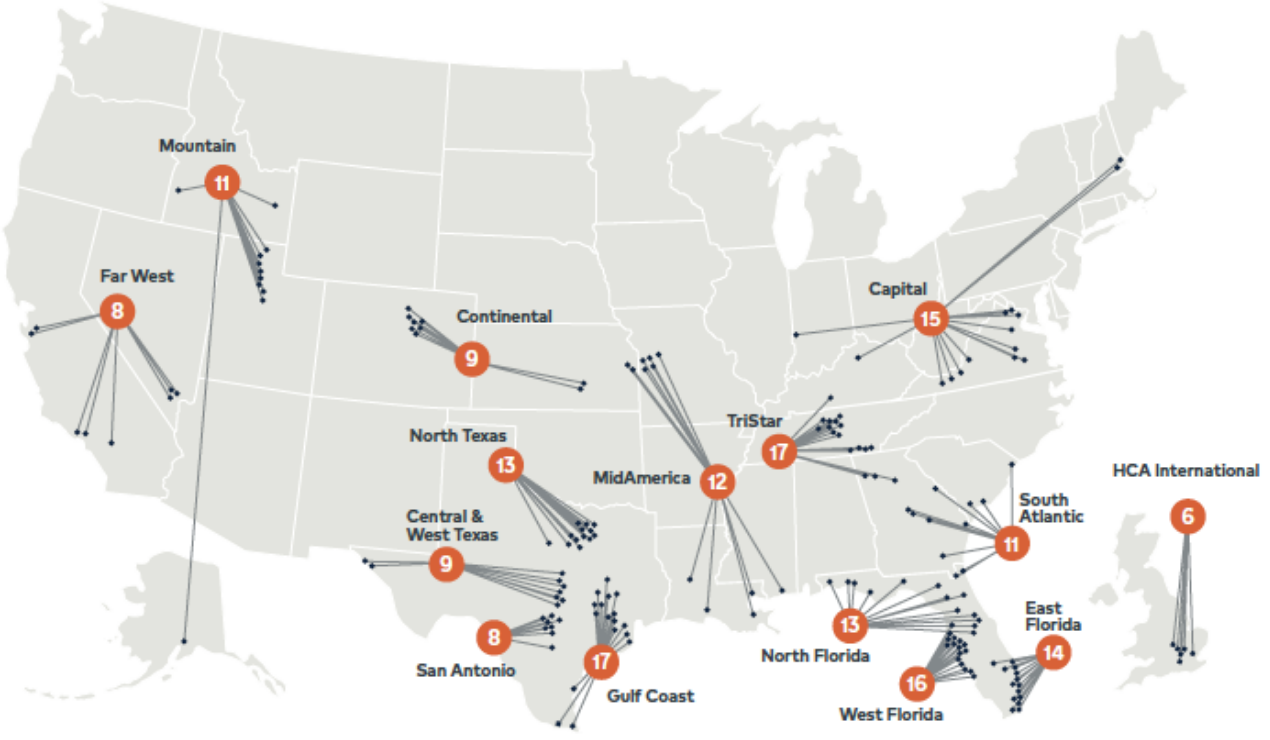 Mountain
11
Far West
8
Continental
9
Capital
15
North Texas
13
TriStar
17
MidAmerica
12
HCA International
6
Central &
West Texas
9
South
Atlantic
11
San Antonio
8
Gulf Coast
17
North Florida
13
East
Florida
14
West Florida
16